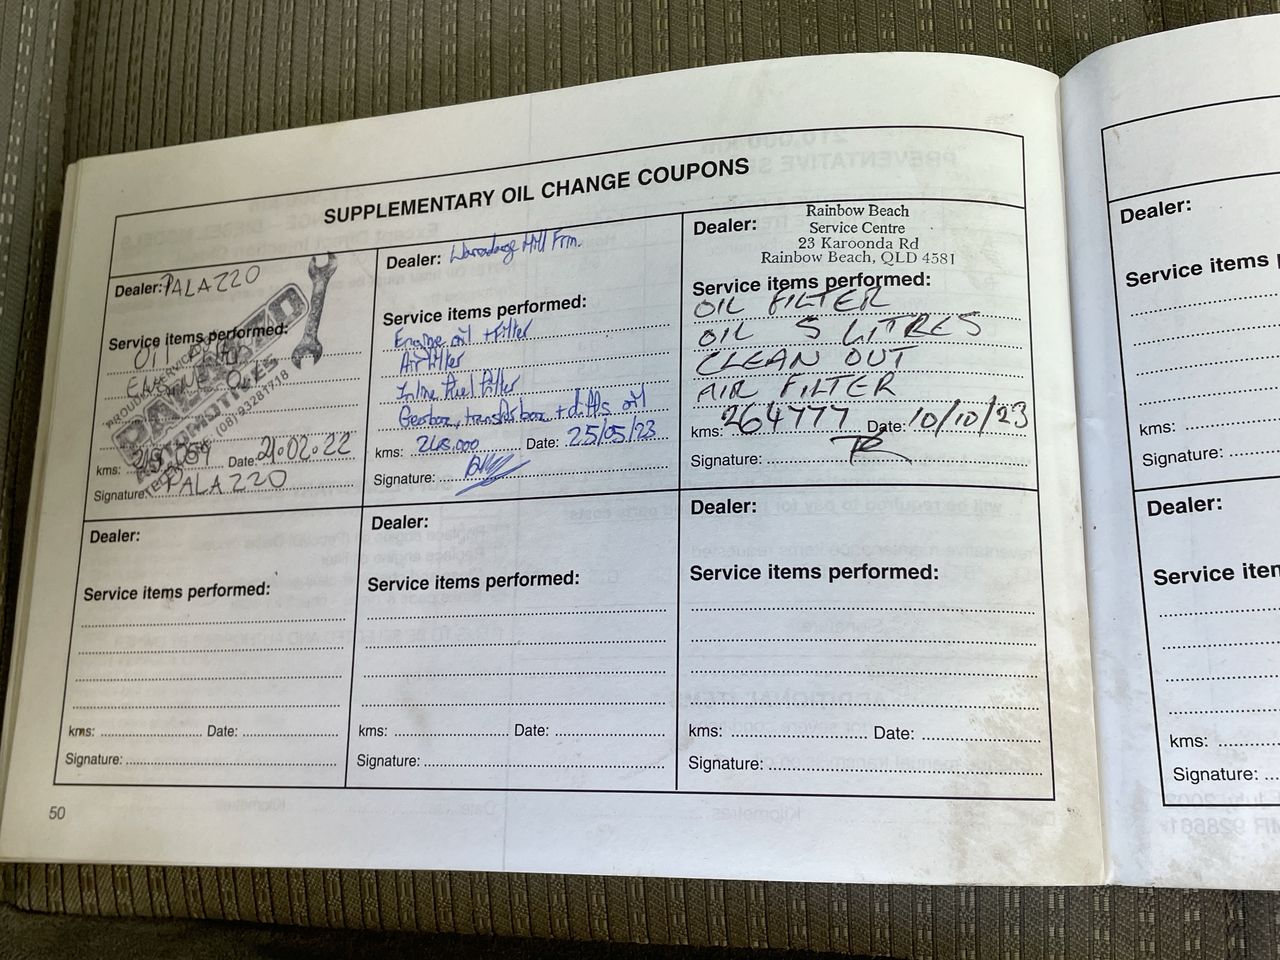 SUPPLEMENTARY OIL CHANGE COUPONS
Dealer: PALAZZO
Service items performed:
OIL
ENGINE
(08)93281718
kms: Date: 21.02.22
Signature: PALAZZO
Dealer: Hill Frm.
Service items performed:
Engine oil + filter
Air filter
Inline fuel filter
Gearbox, transfer box + diffs oil
kms: Date: 25/05/23
Signature:
Dealer: Rainbow Beach
Service Centre
23 Karoonda Rd
Rainbow Beach, QLD 4581
Service items performed:
OIL FILTER
OIL 5 LITRES
CLEAN OUT
AIR FILTER
kms: 264777 Date: 10/10/23
Signature:
Dealer:
Service items performed:
kms: Date:
Signature:
Dealer:
Service items performed:
kms: Date:
Signature:
Dealer:
Service items performed:
kms: Date:
Signature:
50
Dealer:
Service items
kms:
Signature:
Dealer:
Service
kms:
Signature: